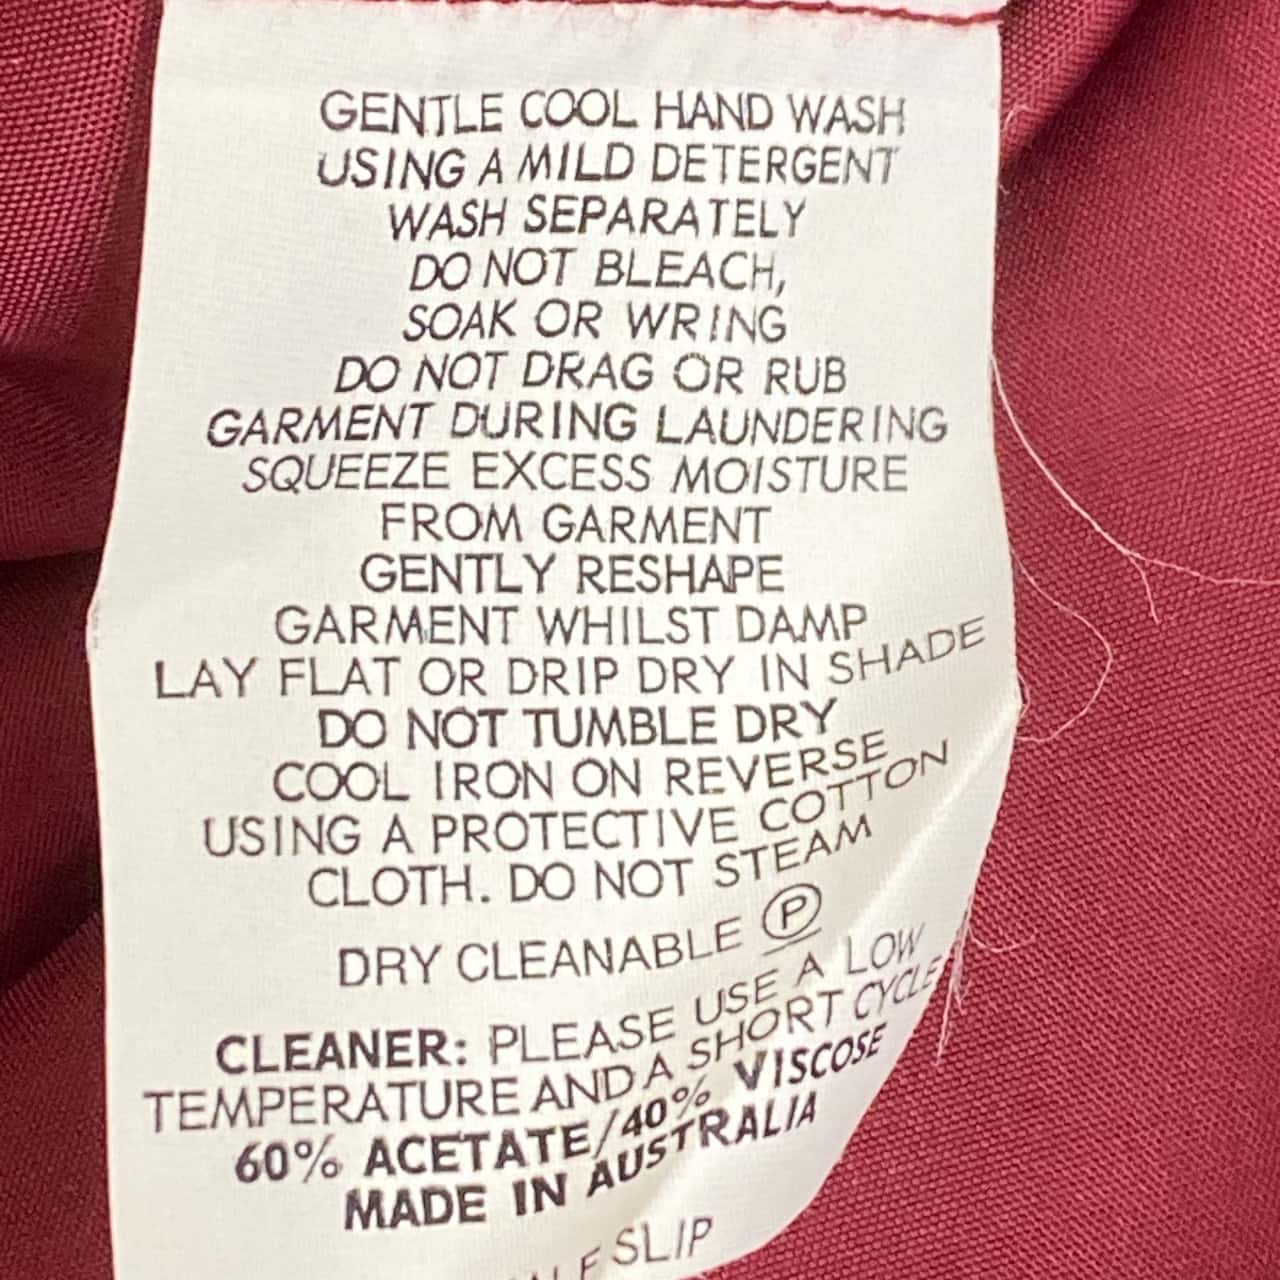 GENTLE COOL HAND WASH
USING A MILD DETERGENT
WASH SEPARATELY
DO NOT BLEACH,
SOAK OR WRING
DO NOT DRAG OR RUB
GARMENT DURING LAUNDERING
SQUEEZE EXCESS MOISTURE
FROM GARMENT
GENTLY RESHAPE
GARMENT WHILST DAMP
LAY FLAT OR DRIP DRY IN SHADE
DO NOT TUMBLE DRY
COOL IRON ON REVERSE
USING A PROTECTIVE COTTON
CLOTH. DO NOT STEAM
DRY CLEANABLE P
CLEANER: PLEASE USE A LOW
TEMPERATURE AND A SHORT CYCLE
60% ACETATE/40% VISCOSE
MADE IN AUSTRALIA
SLIP